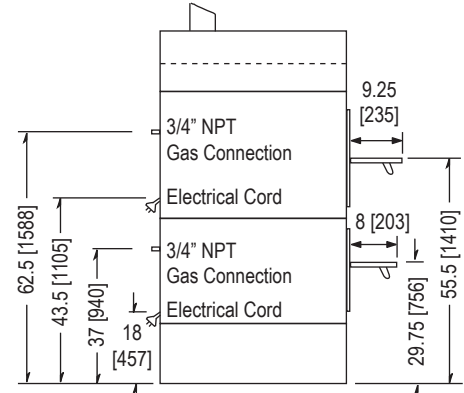 9.25
[235]
3/4” NPT
Gas Connection
Electrical Cord
8 [203]
3/4” NPT
Gas Connection
Electrical Cord
62.5 [1588]
43.5 [1105]
37 [940]
18
[457]
29.75 [756]
55.5 [1410]